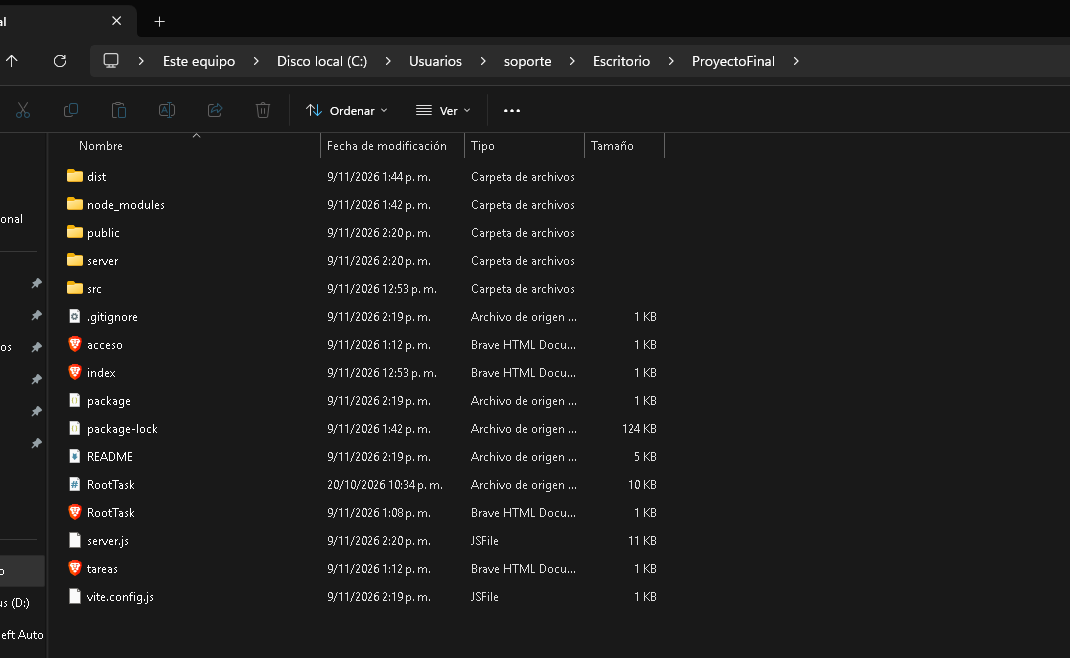 al
Este equipo > Disco local (C:) > Usuarios > soporte > Escritorio > ProyectoFinal >
Ordenar Ver ...
Nombre Fecha de modificación Tipo Tamaño
dist 9/11/2026 1:44 p. m. Carpeta de archivos
node_modules 9/11/2026 1:42 p. m. Carpeta de archivos
onal
public 9/11/2026 2:20 p. m. Carpeta de archivos
server 9/11/2026 2:20 p. m. Carpeta de archivos
src 9/11/2026 12:53 p. m. Carpeta de archivos
.gitignore 9/11/2026 2:19 p. m. Archivo de origen ... 1 KB
os
acceso 9/11/2026 1:12 p. m. Brave HTML Docu... 1 KB
index 9/11/2026 12:53 p. m. Brave HTML Docu... 1 KB
package 9/11/2026 2:19 p. m. Archivo de origen ... 1 KB
package-lock 9/11/2026 1:42 p. m. Archivo de origen ... 124 KB
README 9/11/2026 2:19 p. m. Archivo de origen ... 5 KB
RootTask 20/10/2026 10:34 p. m. Archivo de origen ... 10 KB
RootTask 9/11/2026 1:08 p. m. Brave HTML Docu... 1 KB
server.js 9/11/2026 2:20 p. m. JSFile 11 KB
o
tareas 9/11/2026 1:12 p. m. Brave HTML Docu... 1 KB
vite.config.js 9/11/2026 2:19 p. m. JSFile 1 KB
us (D:)
eft Auto